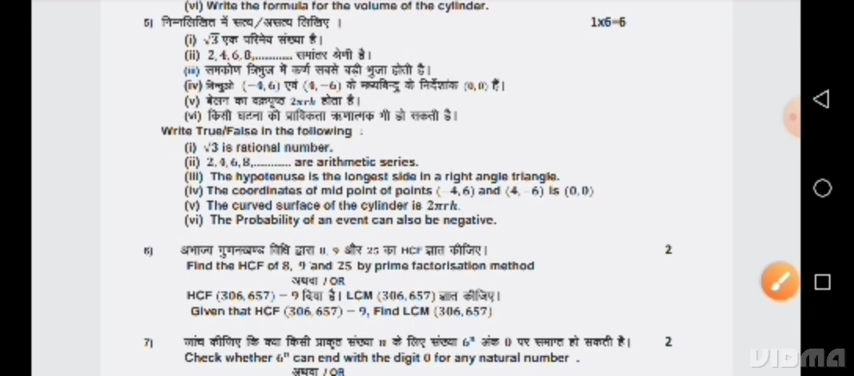 (vi) Write the formula for the volume of the cylinder.
5) निम्नलिखित में सत्य/असत्य लिखिए । 1x6=6
(i) √3 एक परिमेय संख्या है।
(ii) 2,4,6,8,............ समांतर श्रेणी है।
(iii) समकोण त्रिभुज में कर्ण सबसे बड़ी भुजा होती है।
(iv) बिन्दुओं (−4,6) एवं (4,−6) के मध्यबिन्दु के निर्देशांक (0,0) हैं।
(v) बेलन का वक्रपृष्ठ 2πrh होता है।
(vi) किसी घटना की प्रायिकता ऋणात्मक भी हो सकती है।
Write True/False in the following :
(i) √3 is rational number.
(ii) 2,4,6,8,............ are arithmetic series.
(iii) The hypotenuse is the longest side in a right angle triangle.
(iv) The coordinates of mid point of points (−4,6) and (4,−6) is (0,0)
(v) The curved surface of the cylinder is 2πrh.
(vi) The Probability of an event can also be negative.
6) अभाज्य गुणनखण्ड विधि द्वारा 8, 9 और 25 का HCF ज्ञात कीजिए। 2
Find the HCF of 8, 9 and 25 by prime factorisation method
अथवा / OR
HCF (306,657) − 9 दिया है। LCM (306,657) ज्ञात कीजिए।
Given that HCF (306,657) − 9, Find LCM (306,657)
7) जांच कीजिए कि क्या किसी प्राकृत संख्या n के लिए संख्या 6ⁿ अंक 0 पर समाप्त हो सकती है। 2
Check whether 6ⁿ can end with the digit 0 for any natural number .
अथवा / OR
VIDMA